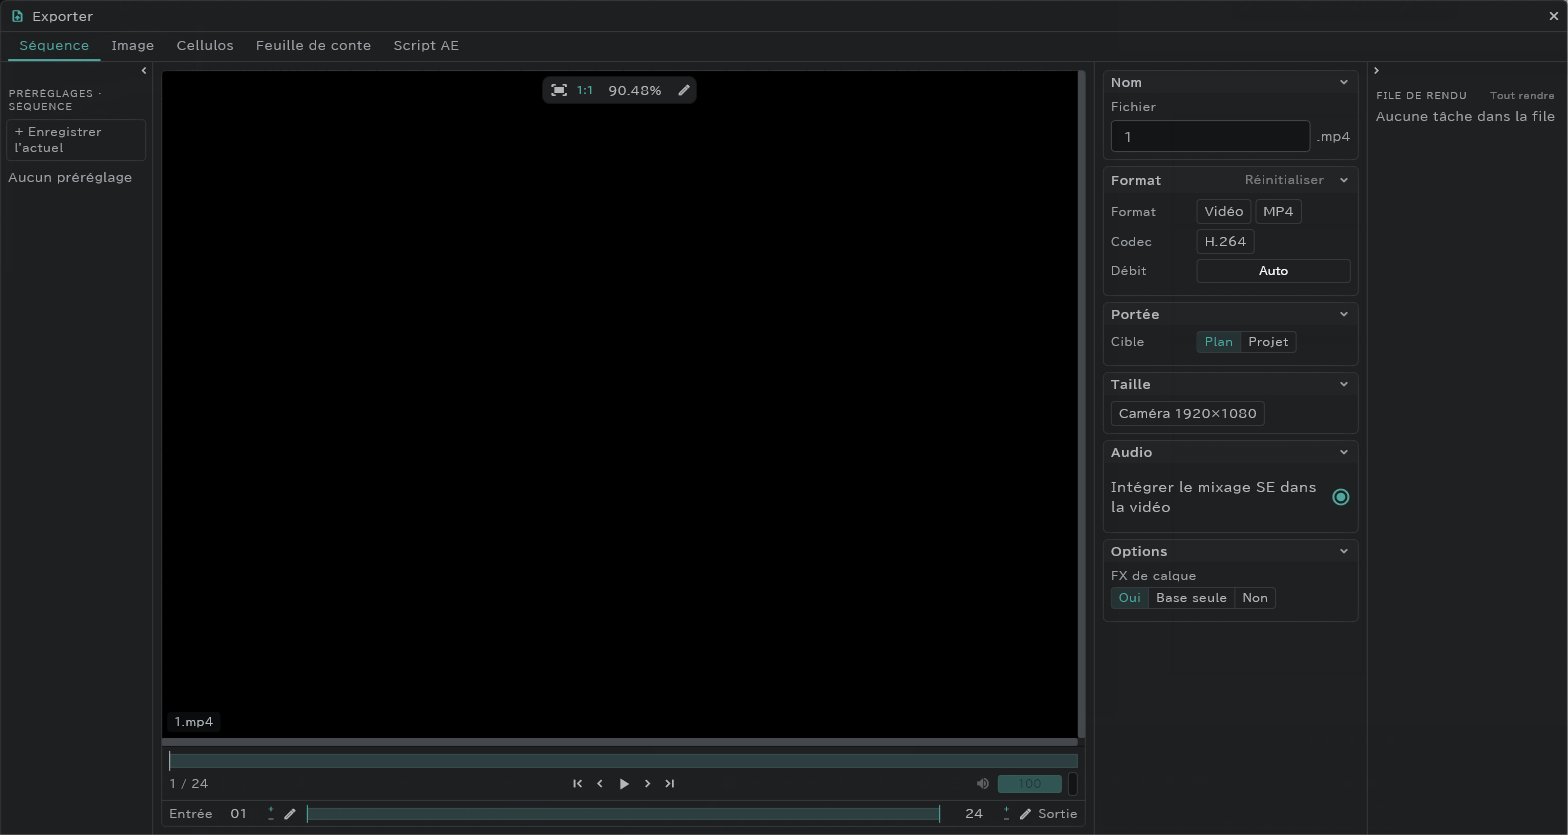 Exporter
Séquence Image Cellulos Feuille de conte Script AE
PRÉRÉGLAGES -
SÉQUENCE
+ Enregistrer
l'actuel
Aucun préréglage
1:1 90.48%
1.mp4
1 / 24
100
Entrée 01
24 Sortie
Nom
Fichier
1 .mp4
Format Réinitialiser
Format Vidéo MP4
Codec H.264
Débit Auto
Portée
Cible Plan Projet
Taille
Caméra 1920×1080
Audio
Intégrer le mixage SE dans
la vidéo
Options
FX de calque
Oui Base seule Non
FILE DE RENDU Tout rendre
Aucune tâche dans la file